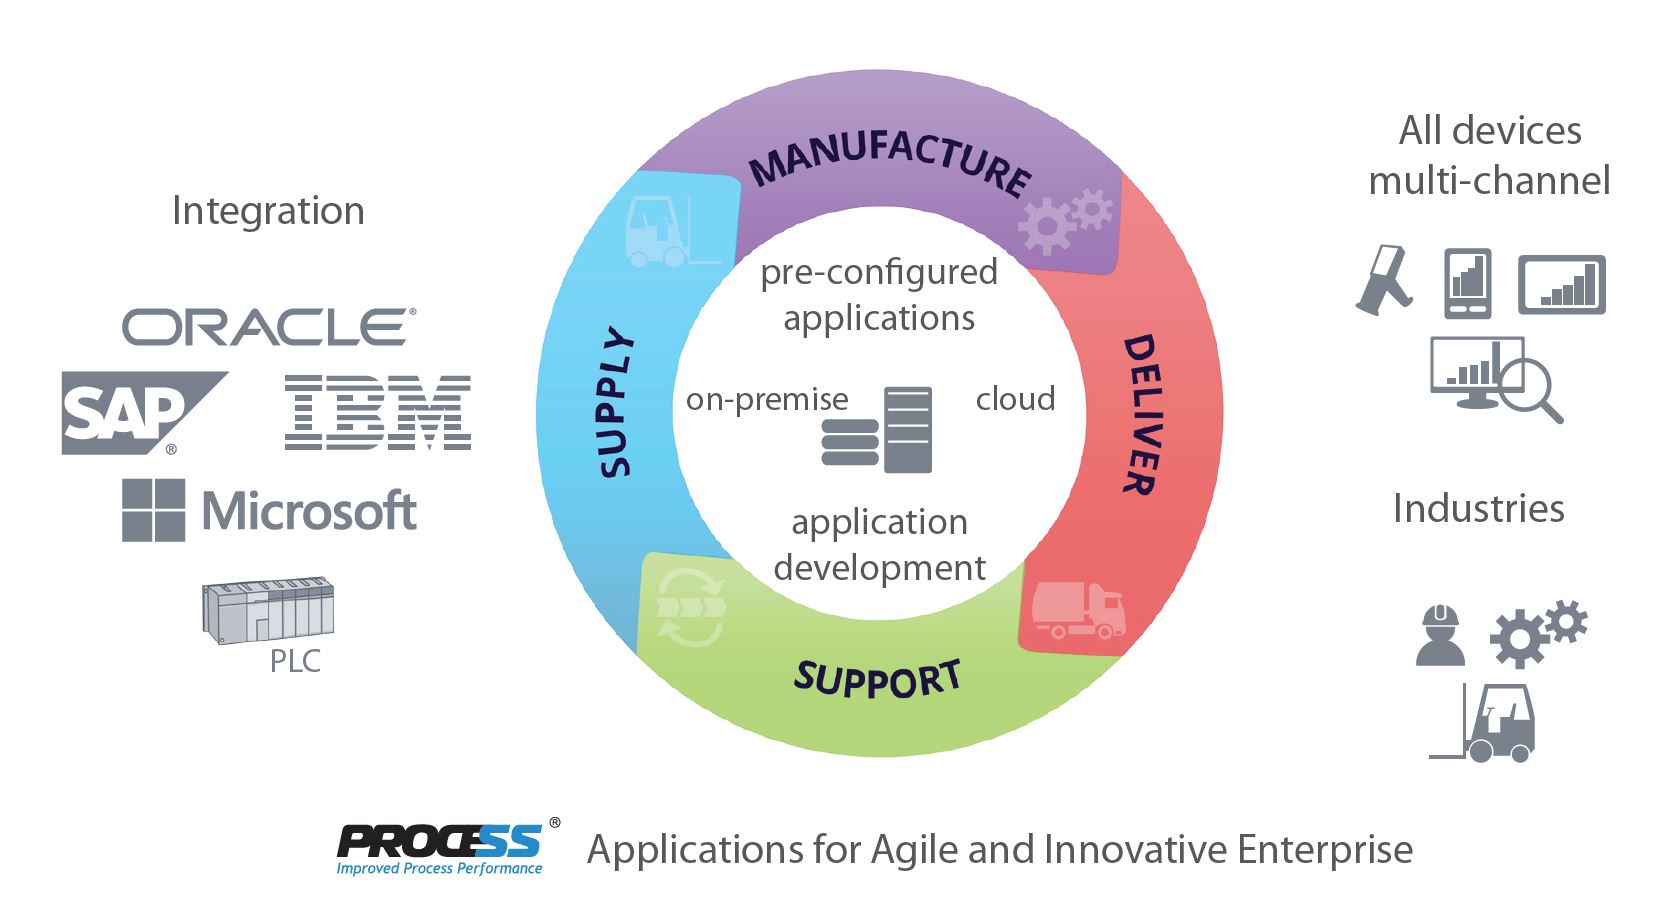 Integration
ORACLE®
SAP®
IBM
Microsoft
PLC
MANUFACTURE
SUPPLY
DELIVER
SUPPORT
pre-configured
applications
on-premise
cloud
application
development
All devices
multi-channel
Industries
PROCESS®
Improved Process Performance
Applications for Agile and Innovative Enterprise